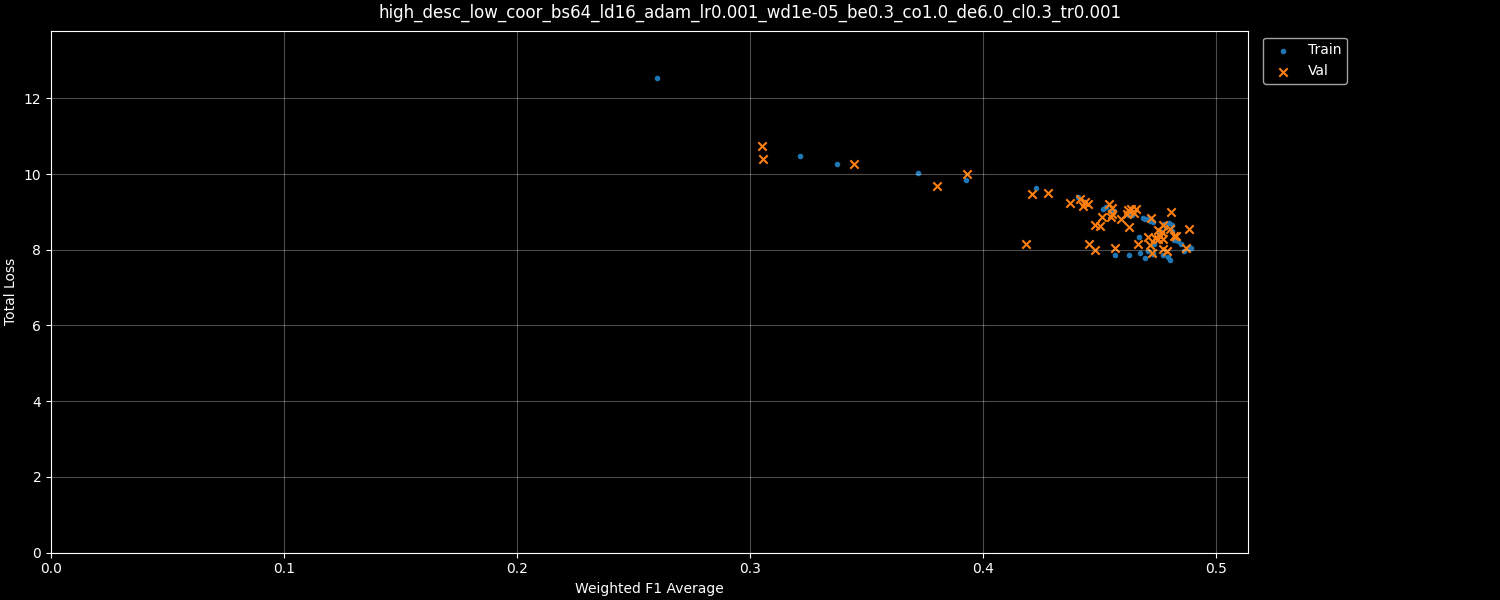 high_desc_low_coor_bs64_ld16_adam_lr0.001_wd1e-05_be0.3_co1.0_de6.0_cl0.3_tr0.001
Train
Val
12
10
8
6
4
2
0
Total Loss
0.0 0.1 0.2 0.3 0.4 0.5
Weighted F1 Average